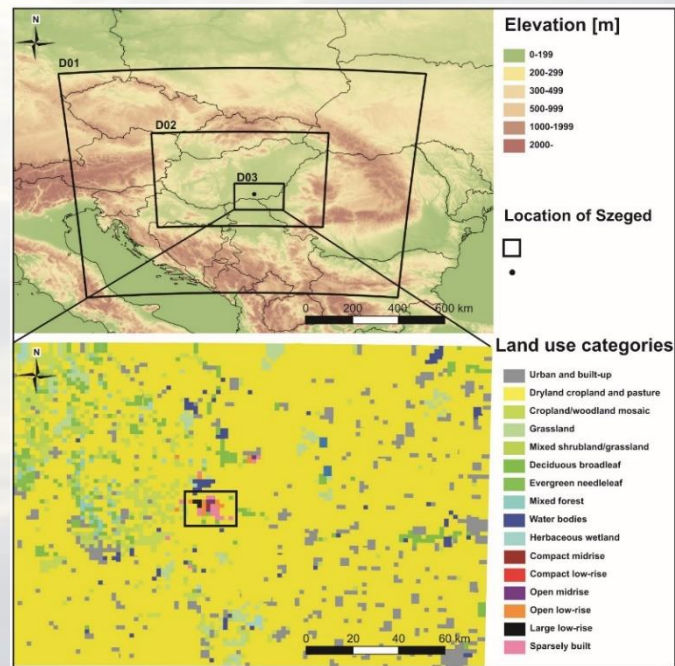 Elevation [m]
N
D01
0-199
200-299
300-499
500-999
1000-1999
2000-
D02
D03
Location of Szeged
0 200 400 600 km
Land use categories
N
Urban and built-up
Dryland cropland and pasture
Cropland/woodland mosaic
Grassland
Mixed shrubland/grassland
Deciduous broadleaf
Evergreen needleleaf
Mixed forest
Water bodies
Herbaceous wetland
Compact midrise
Compact low-rise
Open midrise
Open low-rise
Large low-rise
Sparsely built
0 20 40 60 km